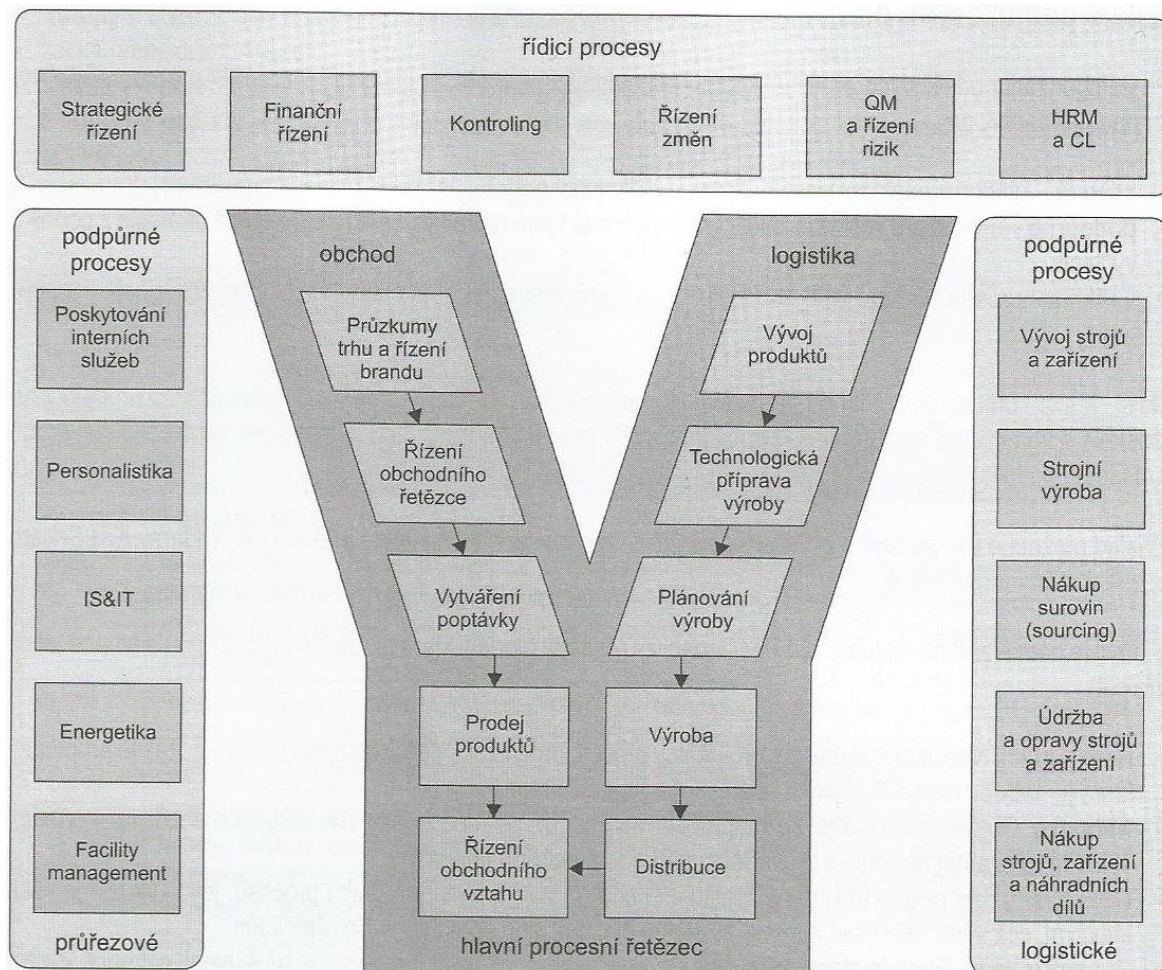 řídicí procesy
Strategické
řízení
Finanční
řízení
Kontroling
Řízení
změn
QM
a řízení
rizik
HRM
a CL
podpůrné
procesy
Poskytování
interních
služeb
Personalistika
IS&IT
Energetika
Facility
management
průřezové
obchod
Průzkumy
trhu a řízení
brandu
Řízení
obchodního
řetězce
Vytváření
poptávky
Prodej
produktů
Řízení
obchodního
vztahu
logistika
Vývoj
produktů
Technologická
příprava
výroby
Plánování
výroby
Výroba
Distribuce
hlavní procesní řetězec
podpůrné
procesy
Vývoj strojů
a zařízení
Strojní
výroba
Nákup
surovin
(sourcing)
Údržba
a opravy strojů
a zařízení
Nákup
strojů, zařízení
a náhradních
dílů
logistické